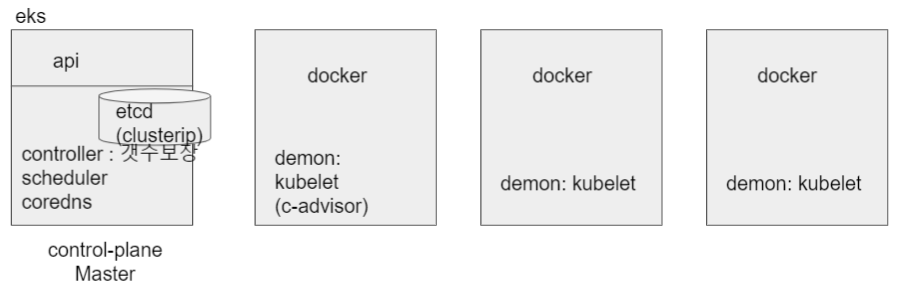 eks
api
etcd
(clusterip)
controller : 갯수보장
scheduler
coredns
control-plane
Master
docker
demon:
kubelet
(c-advisor)
docker
demon: kubelet
docker
demon: kubelet